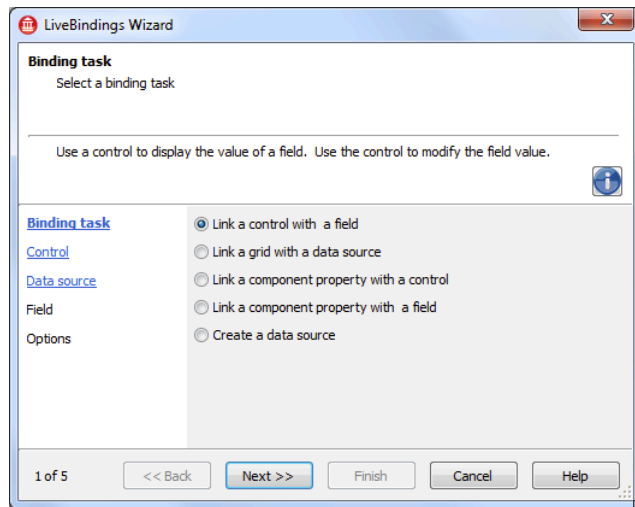 LiveBindings Wizard
Binding task
Select a binding task
Use a control to display the value of a field. Use the control to modify the field value.
Binding task
Control
Data source
Field
Options
Link a control with a field
Link a grid with a data source
Link a component property with a control
Link a component property with a field
Create a data source
1 of 5
<< Back
Next >>
Finish
Cancel
Help